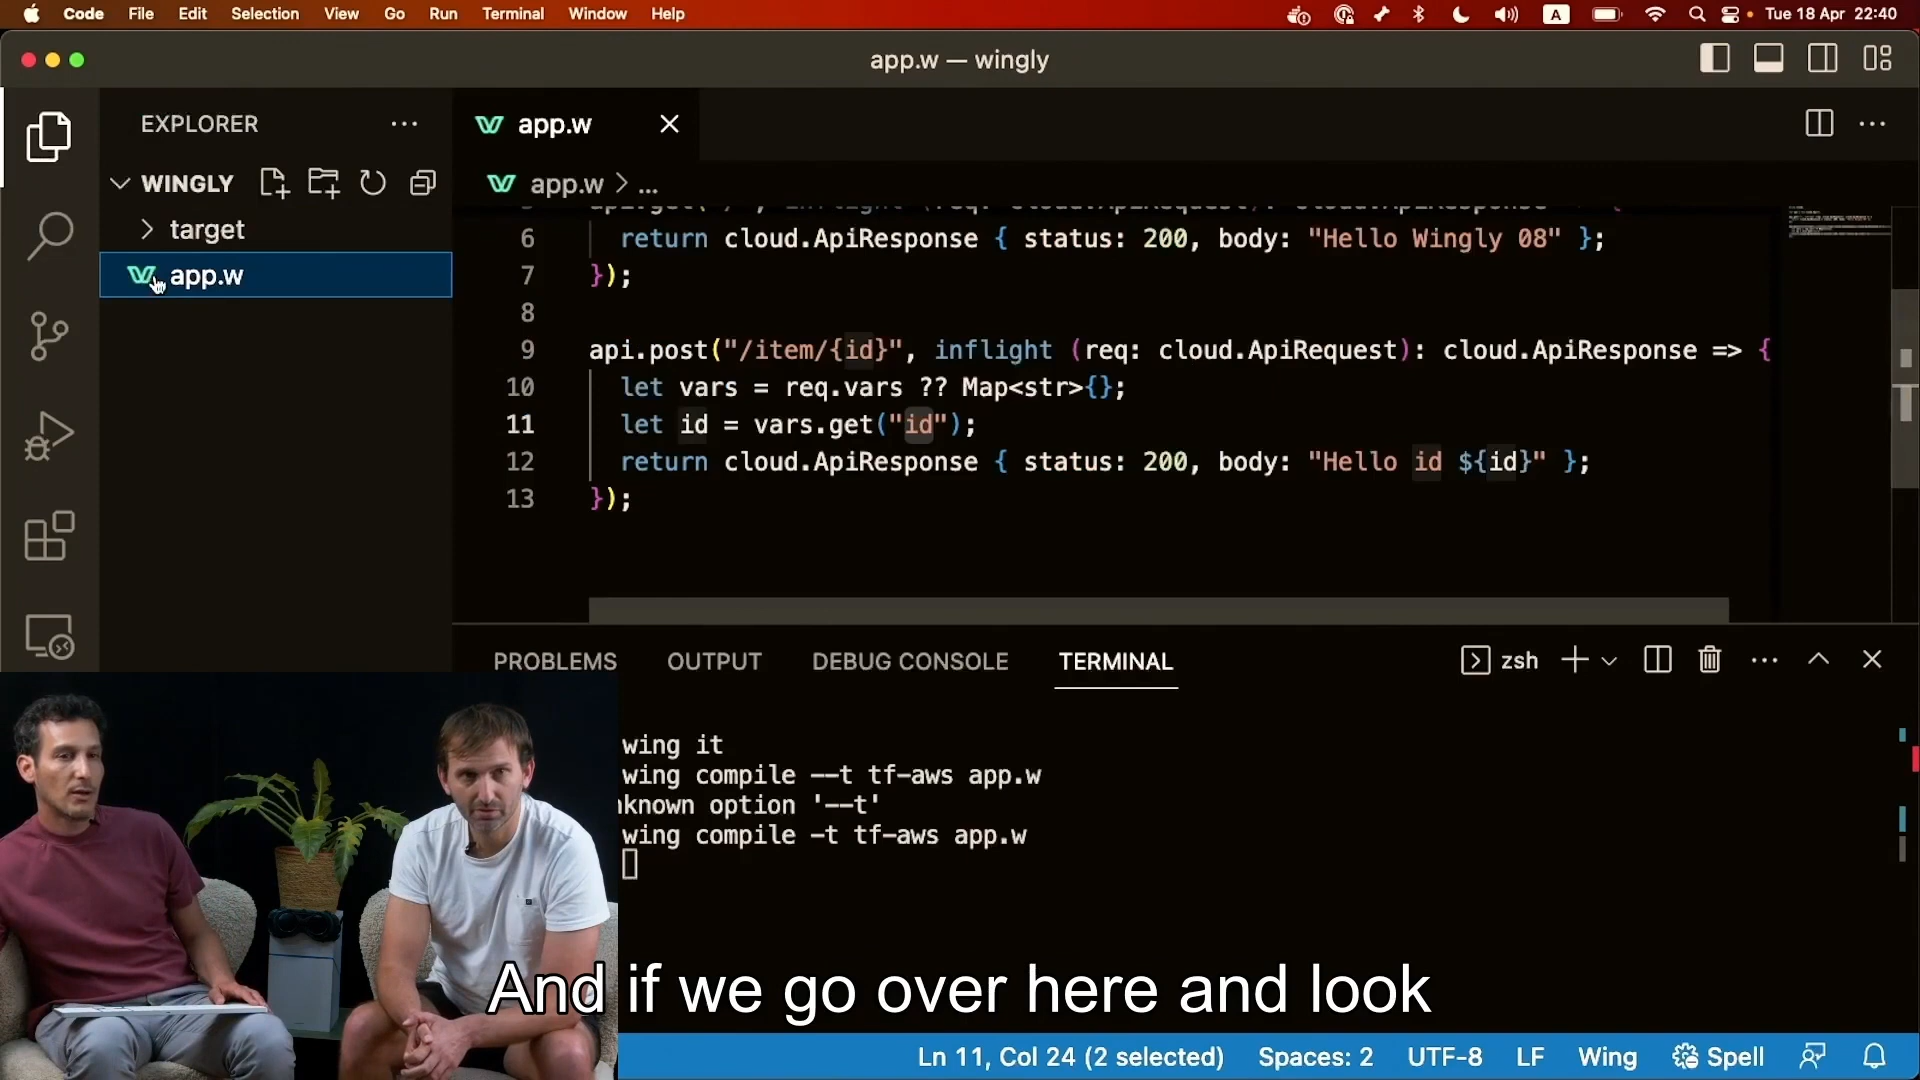 Code File Edit Selection View Go Run Terminal Window Help
A Tue 18 Apr 22:40
app.w — wingly
EXPLORER ...
app.w
WINGLY
app.w > ...
target
app.w
6 return cloud.ApiResponse { status: 200, body: "Hello Wingly 08" };
7 });
8
9 api.post("/item/{id}", inflight (req: cloud.ApiRequest): cloud.ApiResponse => {
10 let vars = req.vars ?? Map<str>{};
11 let id = vars.get("id");
12 return cloud.ApiResponse { status: 200, body: "Hello id ${id}" };
13 });
PROBLEMS OUTPUT DEBUG CONSOLE TERMINAL
zsh
wing it
wing compile --t tf-aws app.w
nknown option '--t'
wing compile -t tf-aws app.w
And if we go over here and look
Ln 11, Col 24 (2 selected) Spaces: 2 UTF-8 LF Wing Spell